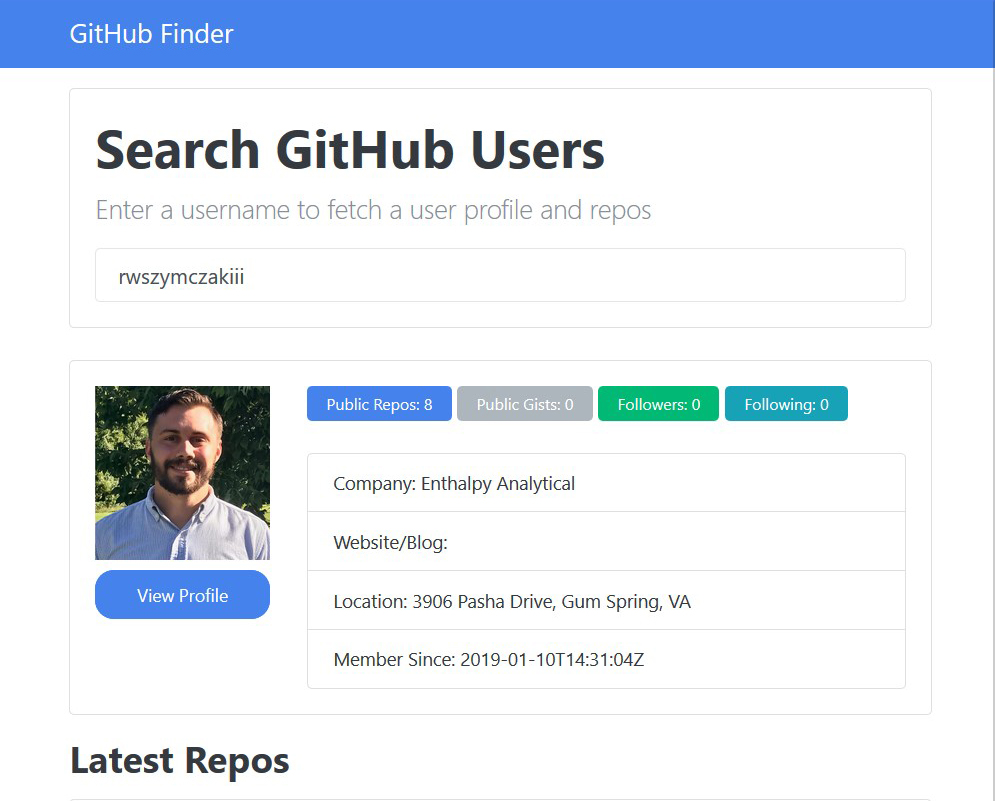 GitHub Finder
Search GitHub Users
Enter a username to fetch a user profile and repos
rwszymczakiii
Public Repos: 8 Public Gists: 0 Followers: 0 Following: 0
Company: Enthalpy Analytical
Website/Blog:
View Profile
Location: 3906 Pasha Drive, Gum Spring, VA
Member Since: 2019-01-10T14:31:04Z
Latest Repos